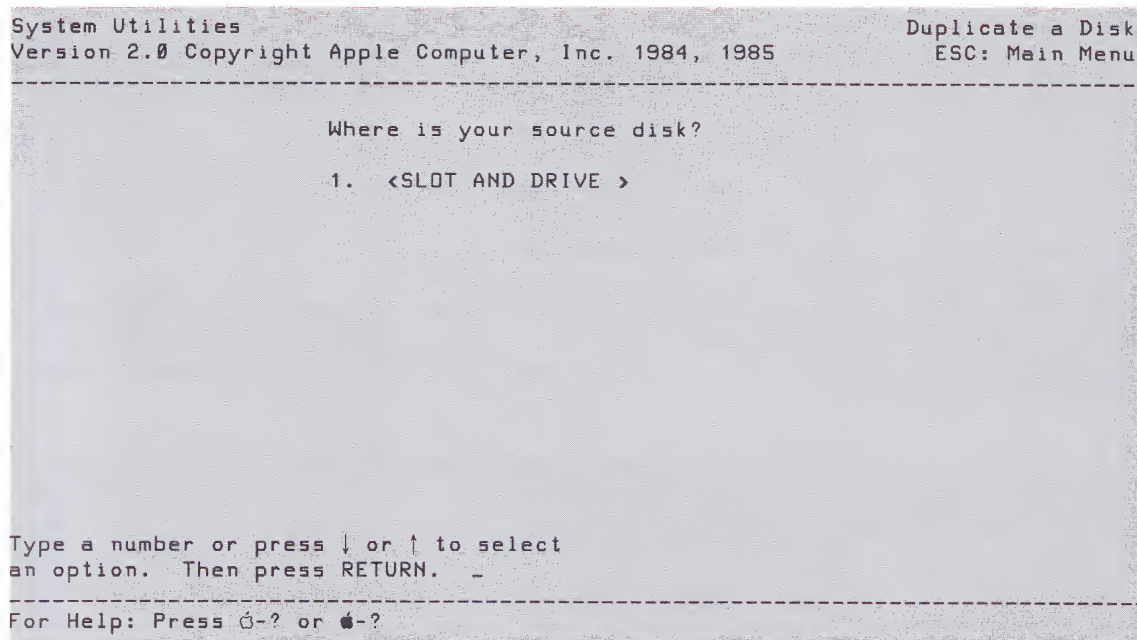 System Utilities
Duplicate a Disk
Version 2.0 Copyright Apple Computer, Inc. 1984, 1985
ESC: Main Menu
Where is your source disk?
1. <SLOT AND DRIVE >
Type a number or press ↓ or ↑ to select
an option. Then press RETURN. _
For Help: Press -? or -?